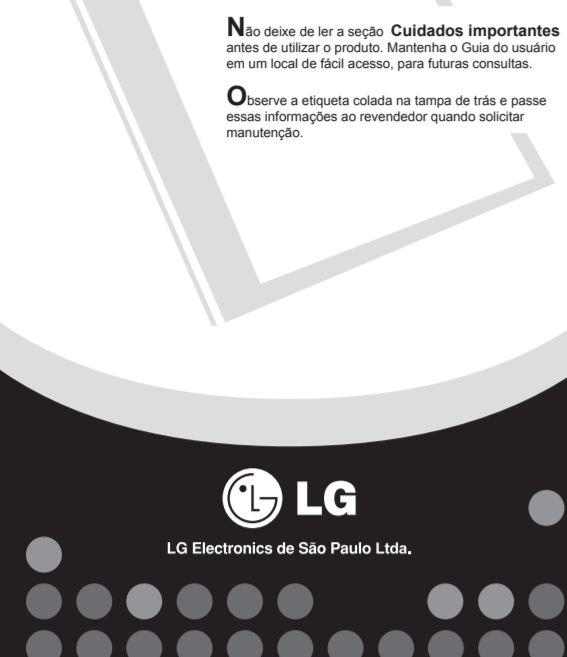 Não deixe de ler a seção Cuidados importantes
antes de utilizar o produto. Mantenha o Guia do usuário
em um local de fácil acesso, para futuras consultas.
Observe a etiqueta colada na tampa de trás e passe
essas informações ao revendedor quando solicitar
manutenção.
LG
LG Electronics de São Paulo Ltda.